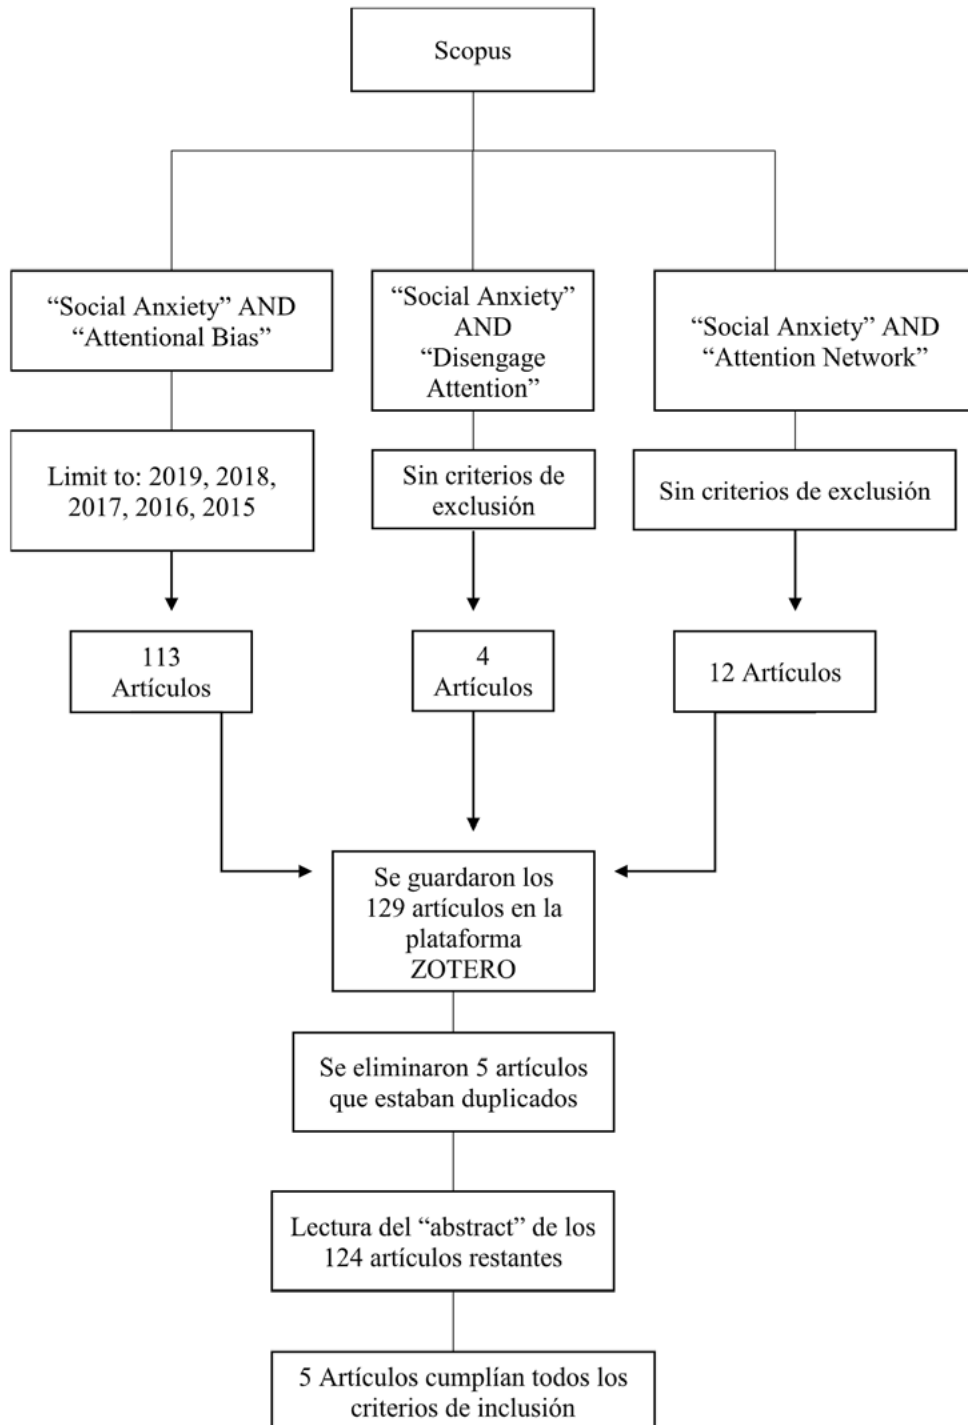 Scopus
“Social Anxiety” AND
“Attentional Bias”
“Social Anxiety”
AND
“Disengage
Attention”
“Social Anxiety” AND
“Attention Network”
Limit to: 2019, 2018,
2017, 2016, 2015
Sin criterios de
exclusión
Sin criterios de exclusión
113
Artículos
4
Artículos
12 Artículos
Se guardaron los
129 artículos en la
plataforma
ZOTERO
Se eliminaron 5 artículos
que estaban duplicados
Lectura del “abstract” de los
124 artículos restantes
5 Artículos cumplían todos los
criterios de inclusión